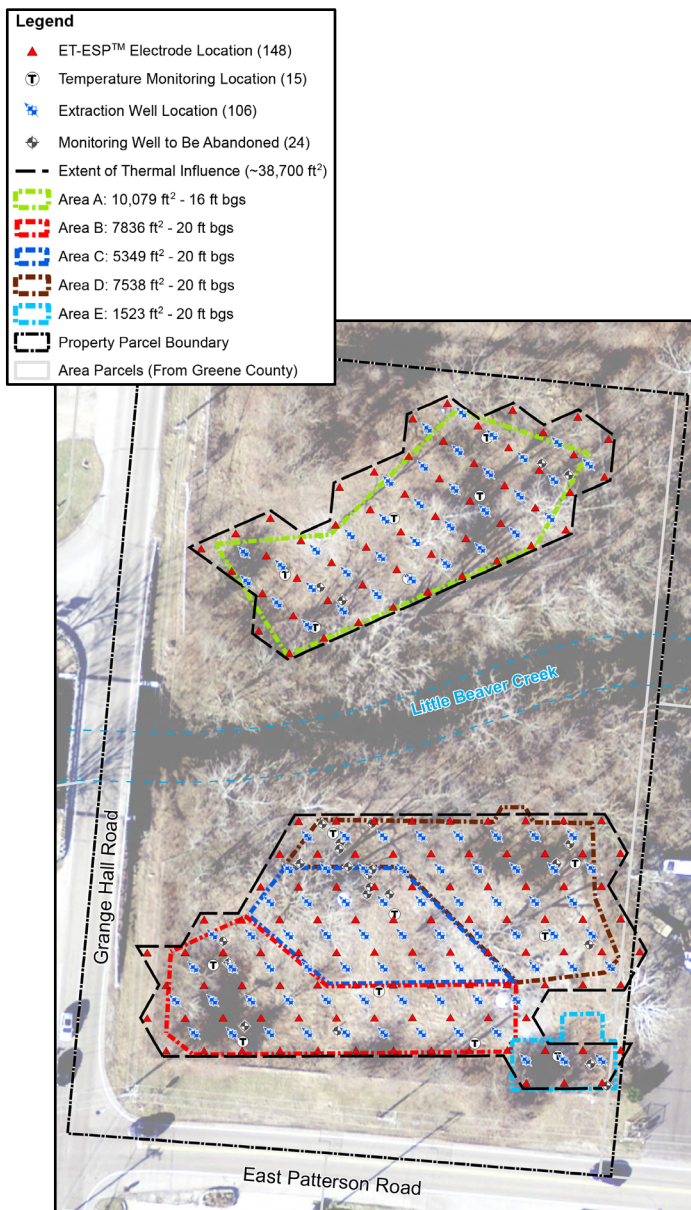 Legend
ET-ESP™ Electrode Location (148)
Temperature Monitoring Location (15)
Extraction Well Location (106)
Monitoring Well to Be Abandoned (24)
Extent of Thermal Influence (~38,700 ft²)
Area A: 10,079 ft² - 16 ft bgs
Area B: 7836 ft² - 20 ft bgs
Area C: 5349 ft² - 20 ft bgs
Area D: 7538 ft² - 20 ft bgs
Area E: 1523 ft² - 20 ft bgs
Property Parcel Boundary
Area Parcels (From Greene County)
Little Beaver Creek
Grange Hall Road
East Patterson Road